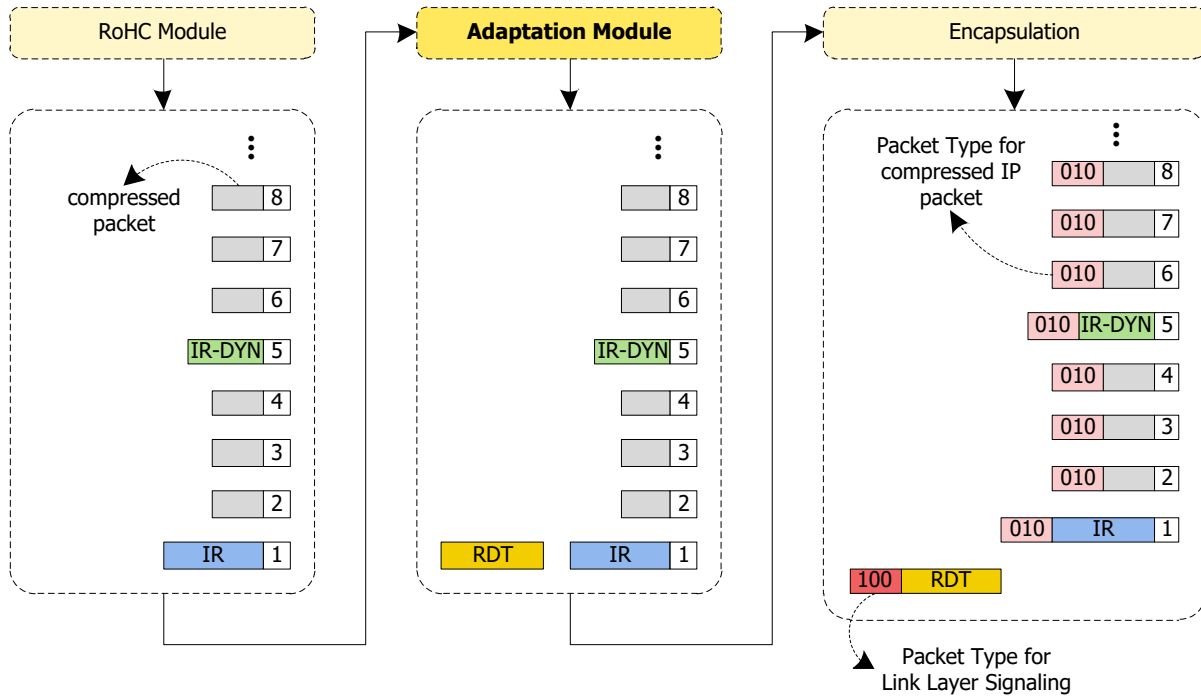 RoHC Module
compressed
packet
8
7
6
IR-DYN 5
4
3
2
IR 1
Adaptation Module
8
7
6
IR-DYN 5
4
3
2
RDT IR 1
Encapsulation
Packet Type for
compressed IP
packet
010 8
010 7
010 6
010 IR-DYN 5
010 4
010 3
010 2
010 IR 1
100 RDT
Packet Type for
Link Layer Signaling